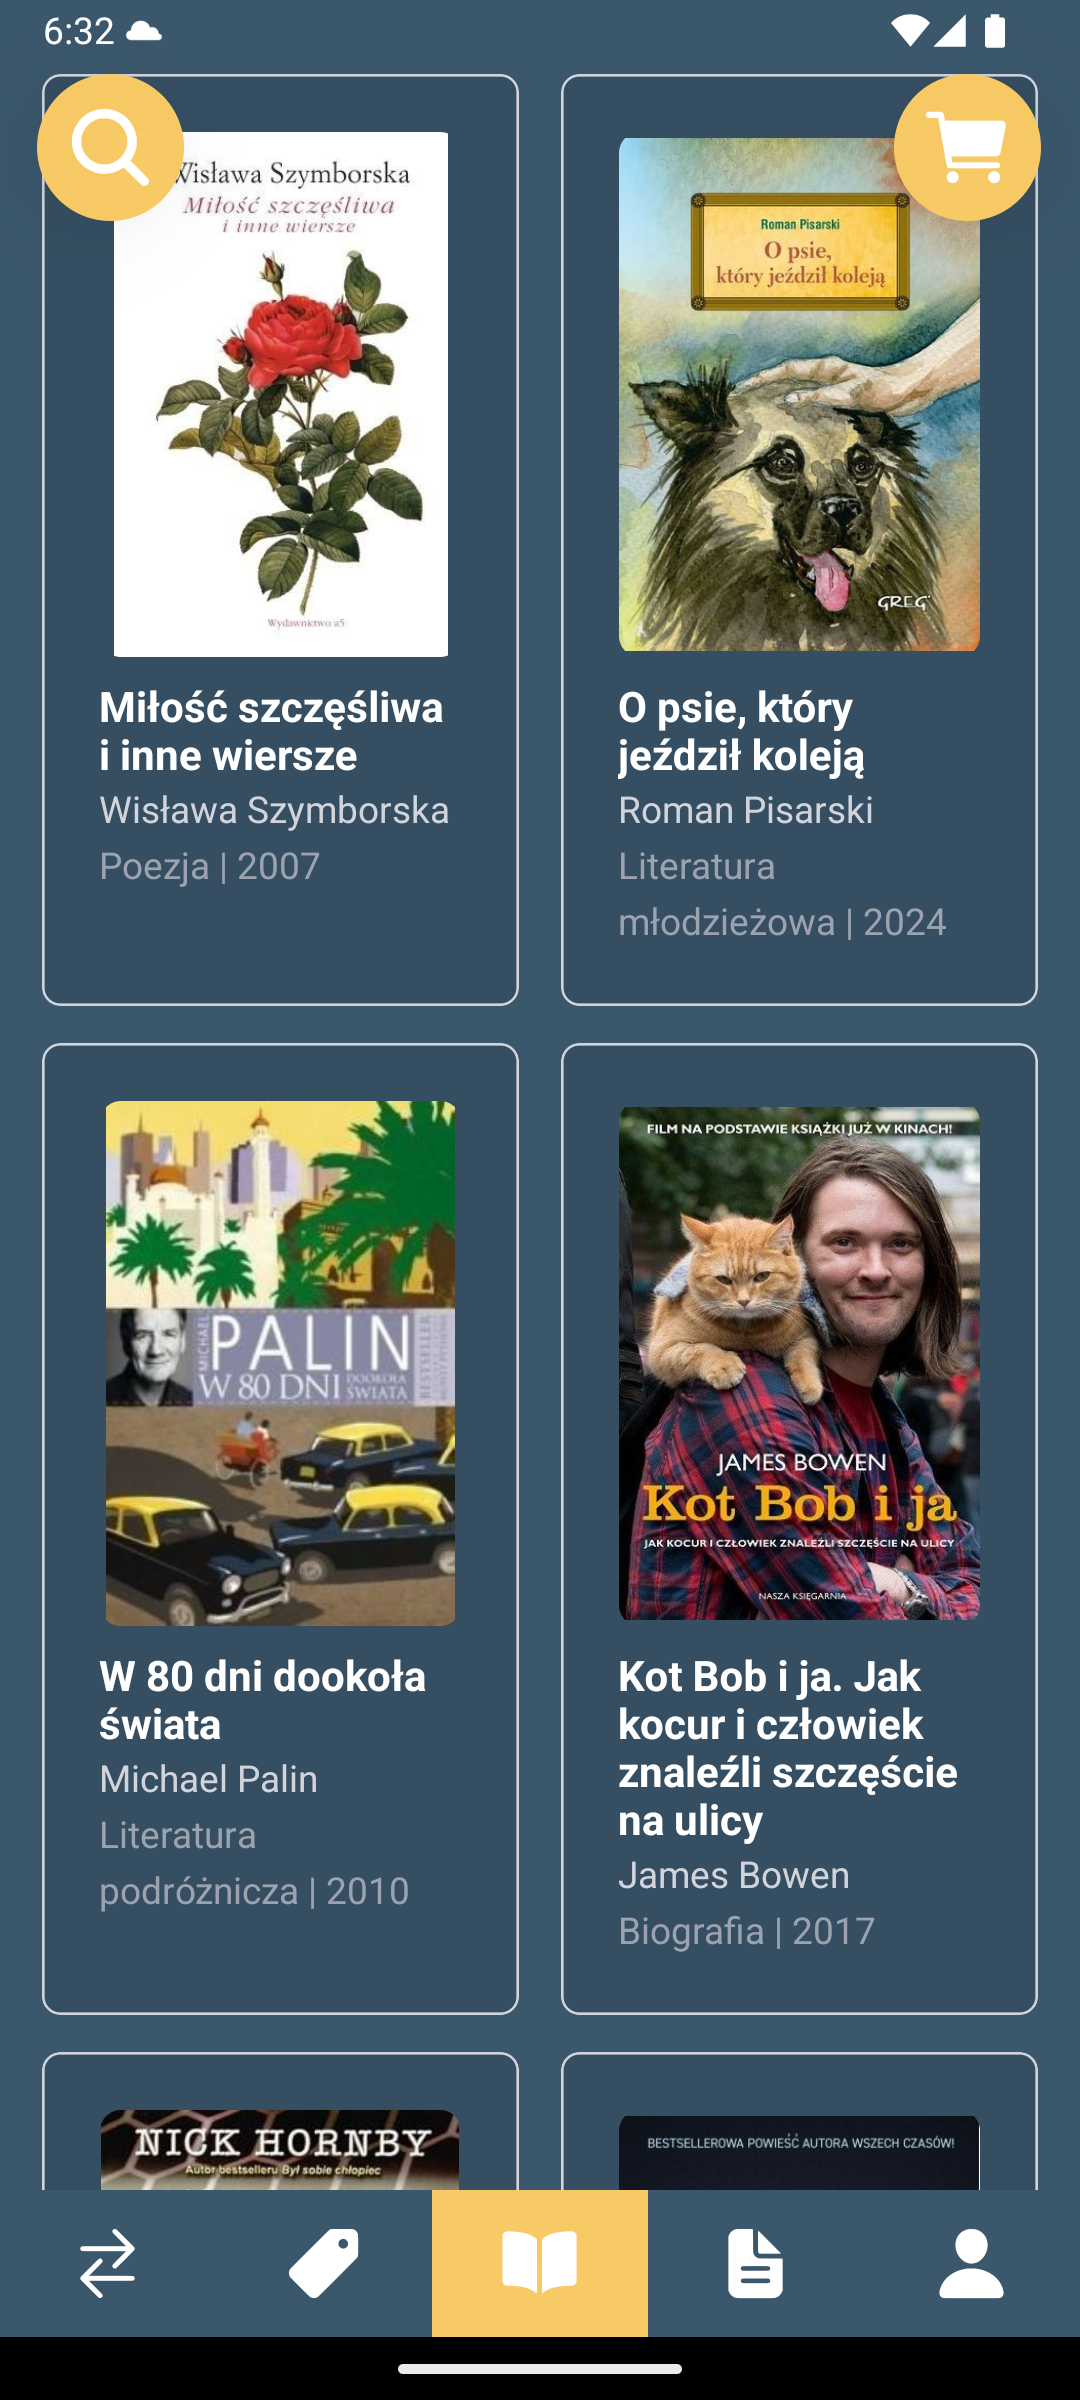 6:32
Wisława Szymborska
Miłość szczęśliwa
i inne wiersze
Wydawnictwo a5
Miłość szczęśliwa
i inne wiersze
Wisława Szymborska
Poezja | 2007
Roman Pisarski
O psie,
który jeździł koleją
GREG
O psie, który
jeździł koleją
Roman Pisarski
Literatura
młodzieżowa | 2024
MICHAEL
PALIN
W 80 DNI DOOKOŁA
ŚWIATA
BESTSELLER
W 80 dni dookoła
świata
Michael Palin
Literatura
podróżnicza | 2010
FILM NA PODSTAWIE KSIĄŻKI JUŻ W KINACH!
JAMES BOWEN
Kot Bob i ja
JAK KOCUR I CZŁOWIEK ZNALEŹLI SZCZĘŚCIE NA ULICY
NASZA KSIĘGARNIA
Kot Bob i ja. Jak
kocur i człowiek
znaleźli szczęście
na ulicy
James Bowen
Biografia | 2017
NICK HORNBY
Autor bestselleru Był sobie chłopiec
BESTSELLEROWA POWIEŚĆ AUTORA WSZECH CZASÓW!